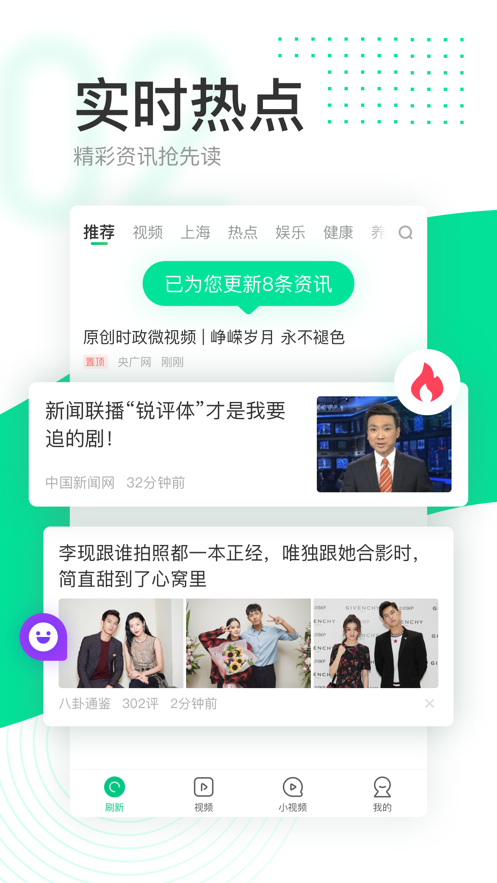 02
实时热点
精彩资讯抢先读
推荐 视频 上海 热点 娱乐 健康 养
已为您更新8条资讯
原创时政微视频 | 峥嵘岁月 永不褪色
置顶 央广网 刚刚
新闻联播“锐评体”才是我要
追的剧！
中国新闻网 32分钟前
李现跟谁拍照都一本正经，唯独跟她合影时，
简直甜到了心窝里
GIVENCHY
GIVENCHY
八卦通鉴 302评 2分钟前
刷新 视频 小视频 我的